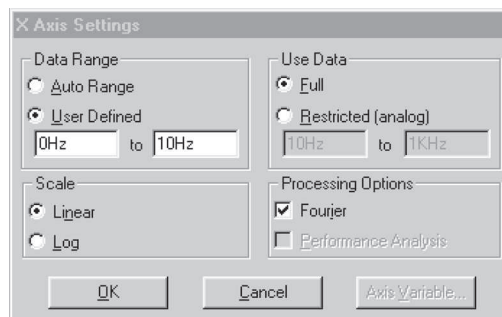 X Axis Settings
Data Range
Auto Range
User Defined
0Hz to 10Hz
Use Data
Full
Restricted (analog)
10Hz to 1KHz
Scale
Linear
Log
Processing Options
Fourier
Performance Analysis
OK Cancel Axis Variable...